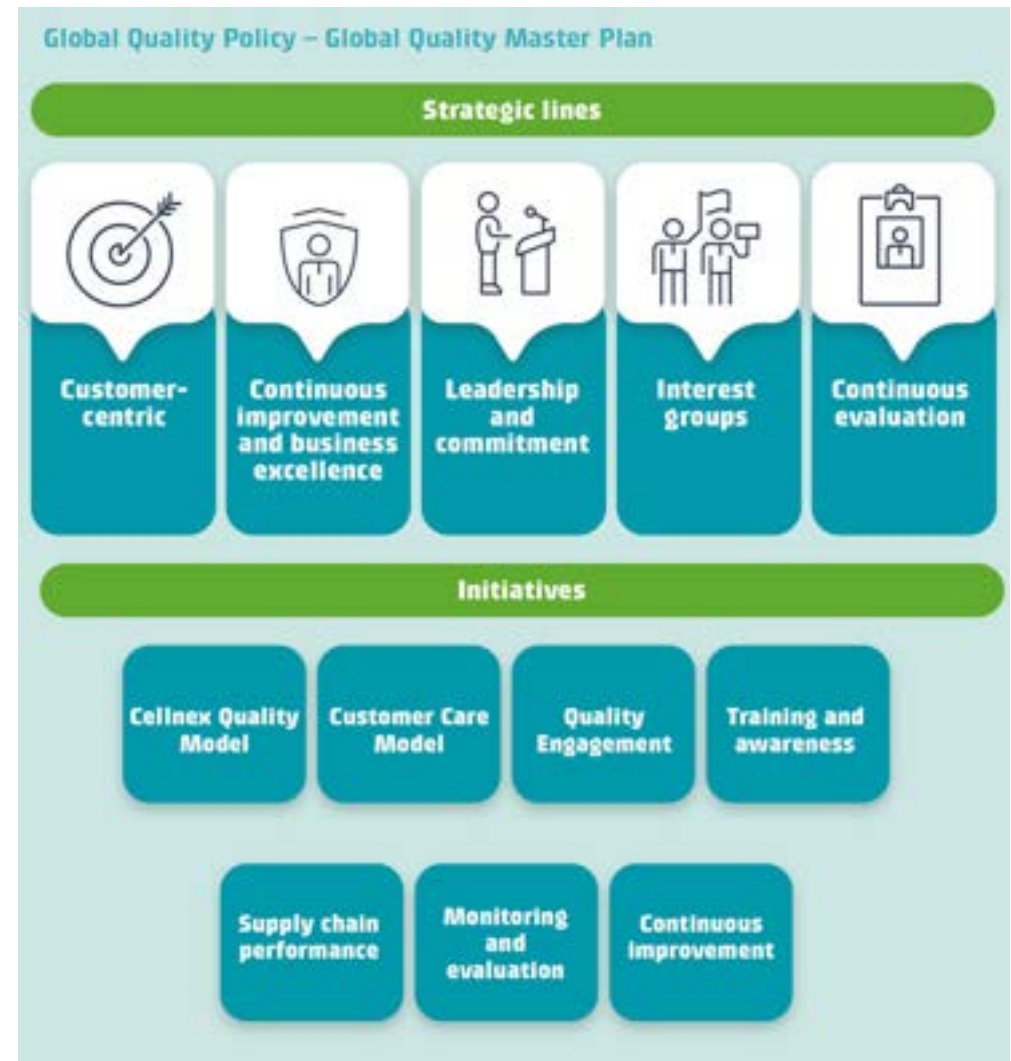 Global Quality Policy – Global Quality Master Plan
Strategic lines
Customer-
centric
Continuous
improvement
and business
excellence
Leadership
and
commitment
Interest
groups
Continuous
evaluation
Initiatives
Cellnex Quality
Model
Customer Care
Model
Quality
Engagement
Training and
awareness
Supply chain
performance
Monitoring
and
evaluation
Continuous
improvement